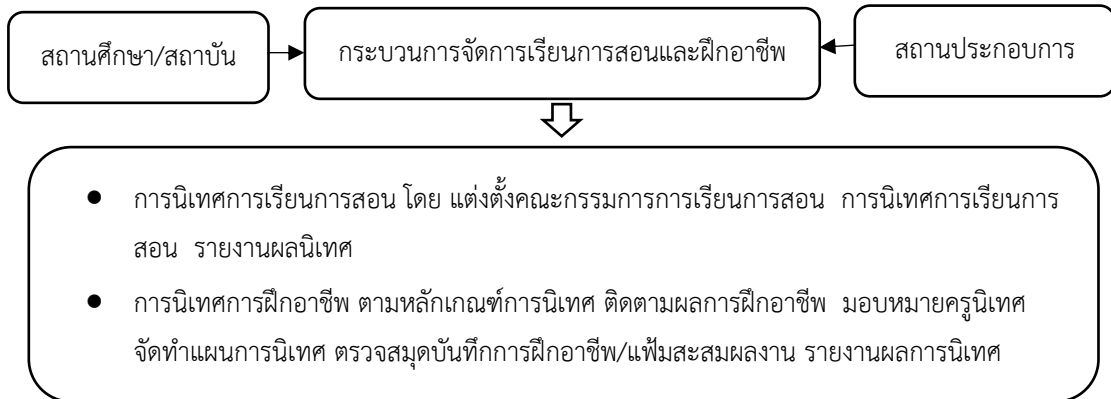 สถานศึกษา/สถาบัน
กระบวนการจัดการเรียนการสอนและฝึกอาชีพ
สถานประกอบการ
การนิเทศการเรียนการสอน โดย แต่งตั้งคณะกรรมการการเรียนการสอน การนิเทศการเรียนการ
สอน รายงานผลนิเทศ
การนิเทศการฝึกอาชีพ ตามหลักเกณฑ์การนิเทศ ติดตามผลการฝึกอาชีพ มอบหมายครูนิเทศ
จัดทำแผนการนิเทศ ตรวจสมุดบันทึกการฝึกอาชีพ/แฟ้มสะสมผลงาน รายงานผลการนิเทศ